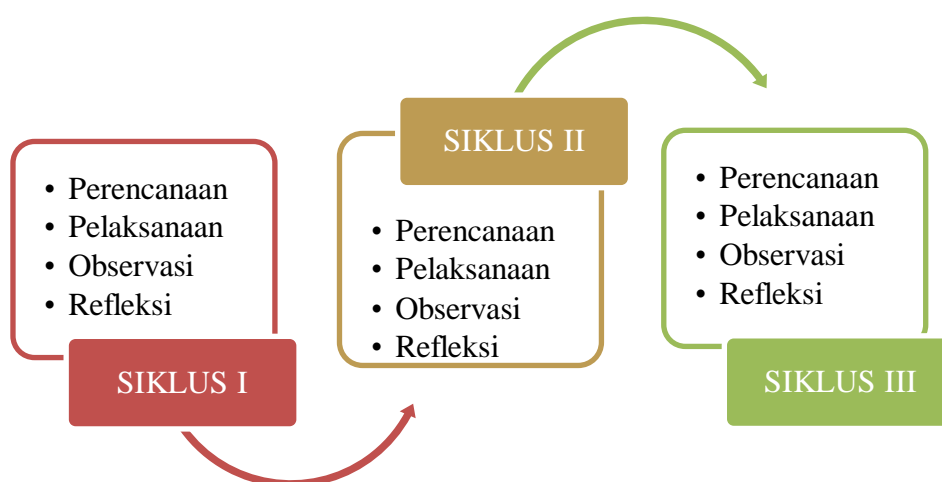 • Perencanaan
• Pelaksanaan
• Observasi
• Refleksi
SIKLUS I
SIKLUS II
• Perencanaan
• Pelaksanaan
• Observasi
• Refleksi
• Perencanaan
• Pelaksanaan
• Observasi
• Refleksi
SIKLUS III